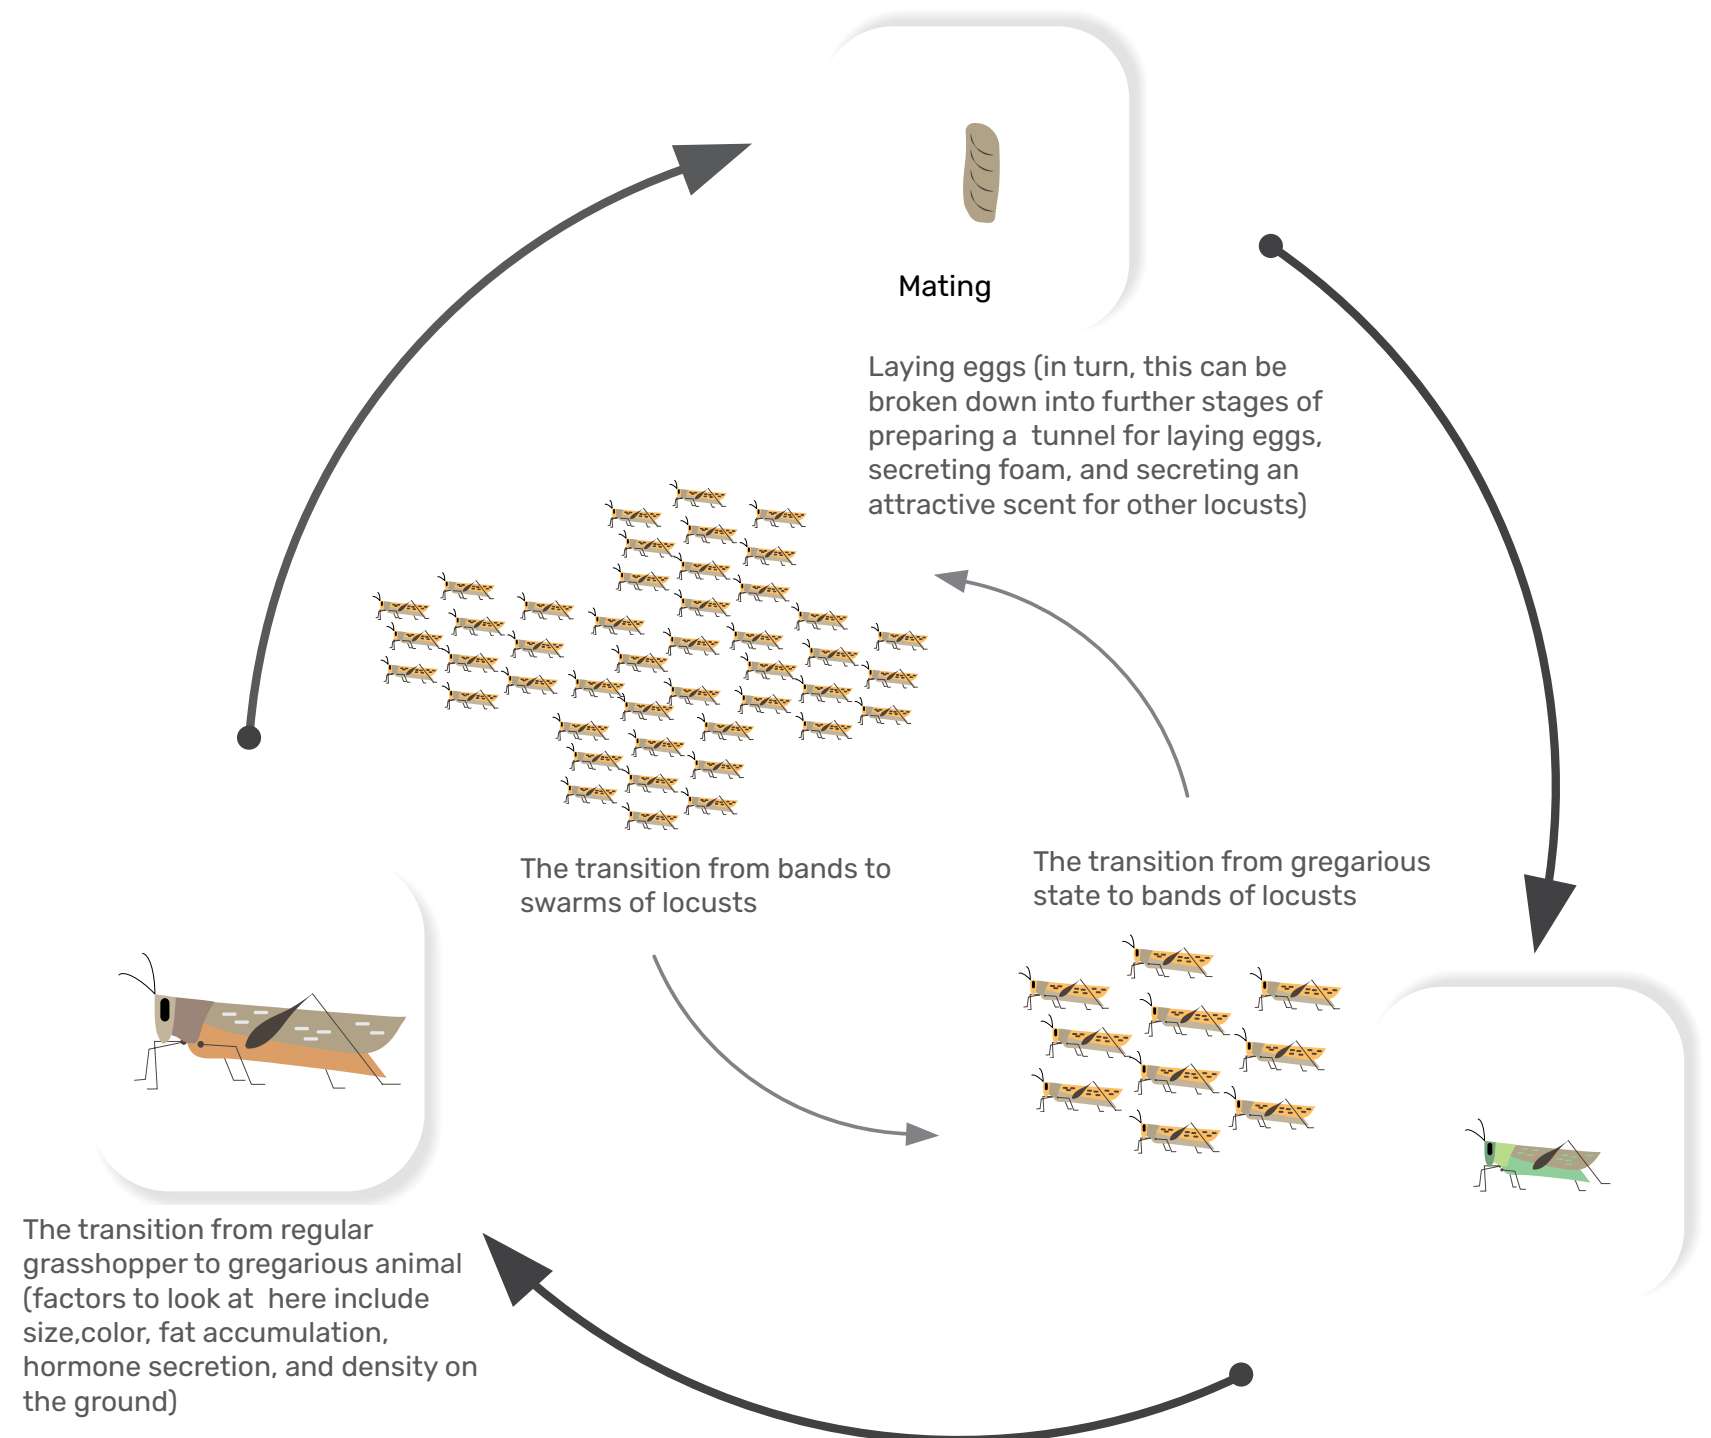 Mating
Laying eggs (in turn, this can be
broken down into further stages of
preparing a  tunnel for laying eggs,
secreting foam, and secreting an
attractive scent for other locusts)
The transition from bands to
swarms of locusts
The transition from gregarious
state to bands of locusts
The transition from regular
grasshopper to gregarious animal
(factors to look at  here include
size,color, fat accumulation,
hormone secretion, and density on
the ground)